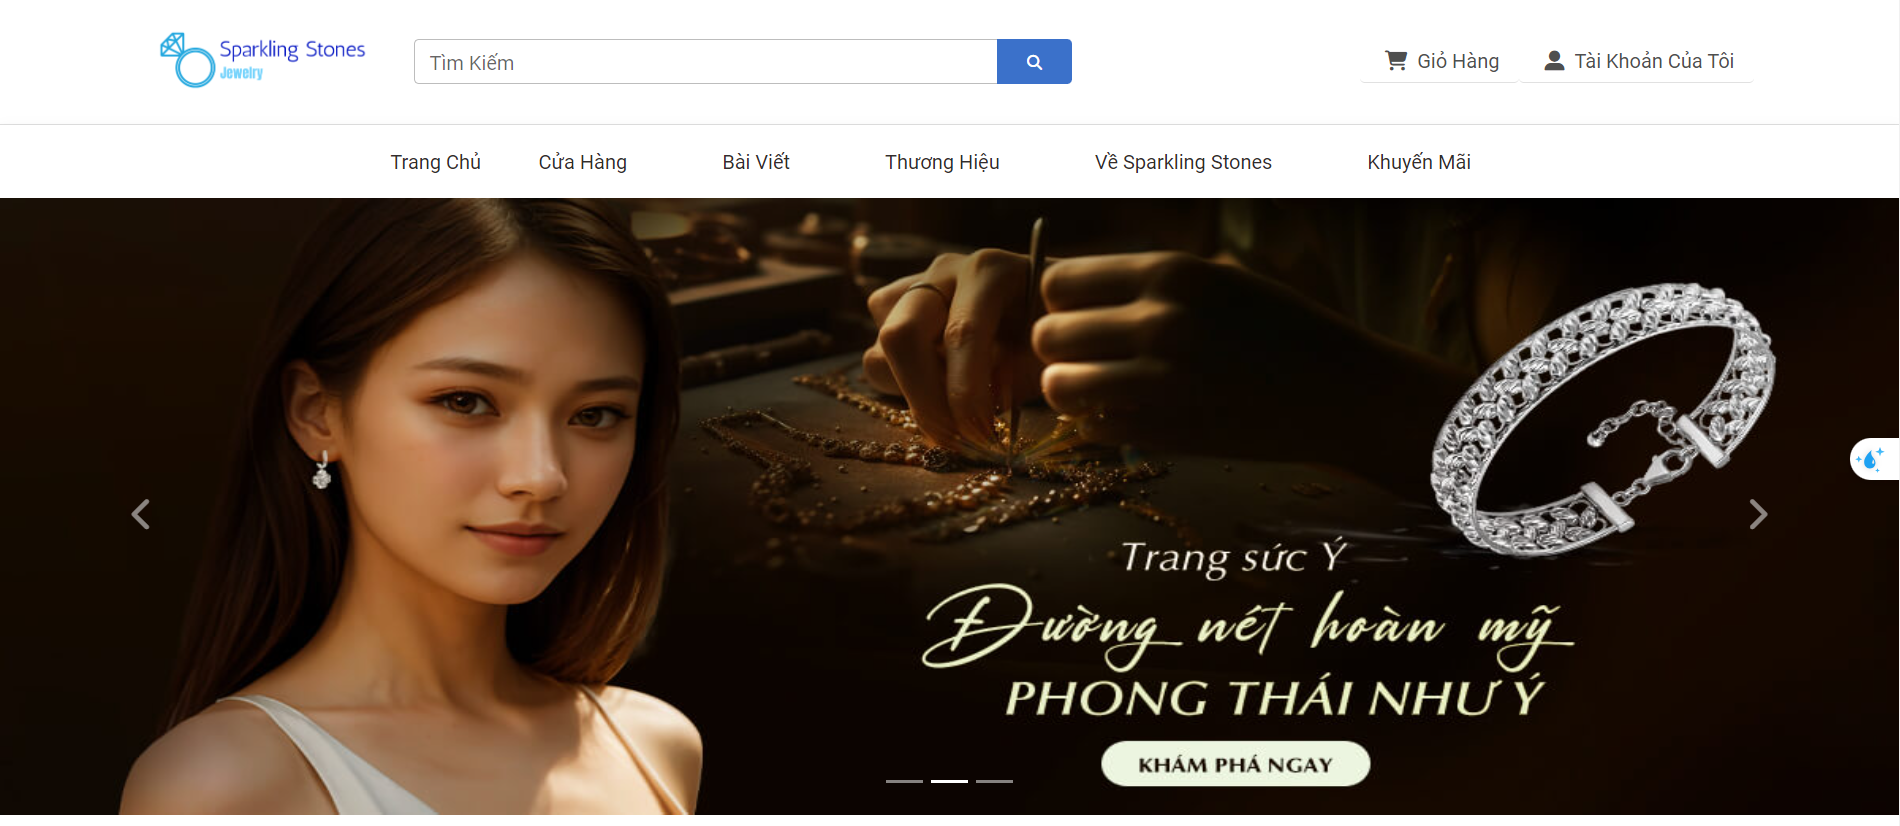 Sparkling Stones
Jewelry
Tìm Kiếm
Giỏ Hàng
Tài Khoản Của Tôi
Trang Chủ
Cửa Hàng
Bài Viết
Thương Hiệu
Về Sparkling Stones
Khuyến Mãi
Trang sức Ý
Đường nét hoàn mỹ
PHONG THÁI NHƯ Ý
KHÁM PHÁ NGAY